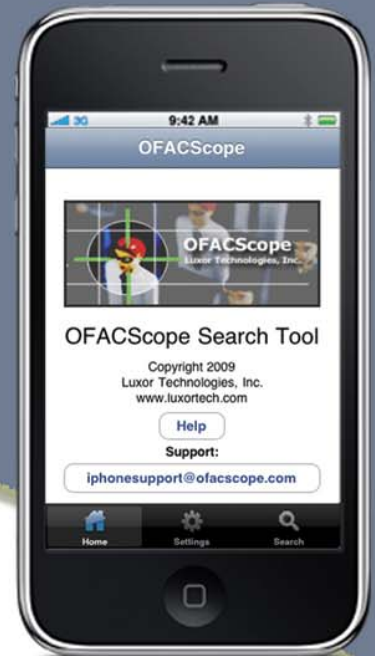 3G 9:42 AM
OFACScope
OFACScope
Luxor Technologies, Inc.
OFACScope Search Tool
Copyright 2009
Luxor Technologies, Inc.
www.luxortech.com
Help
Support:
iphonesupport@ofacscope.com
Home Settings Search